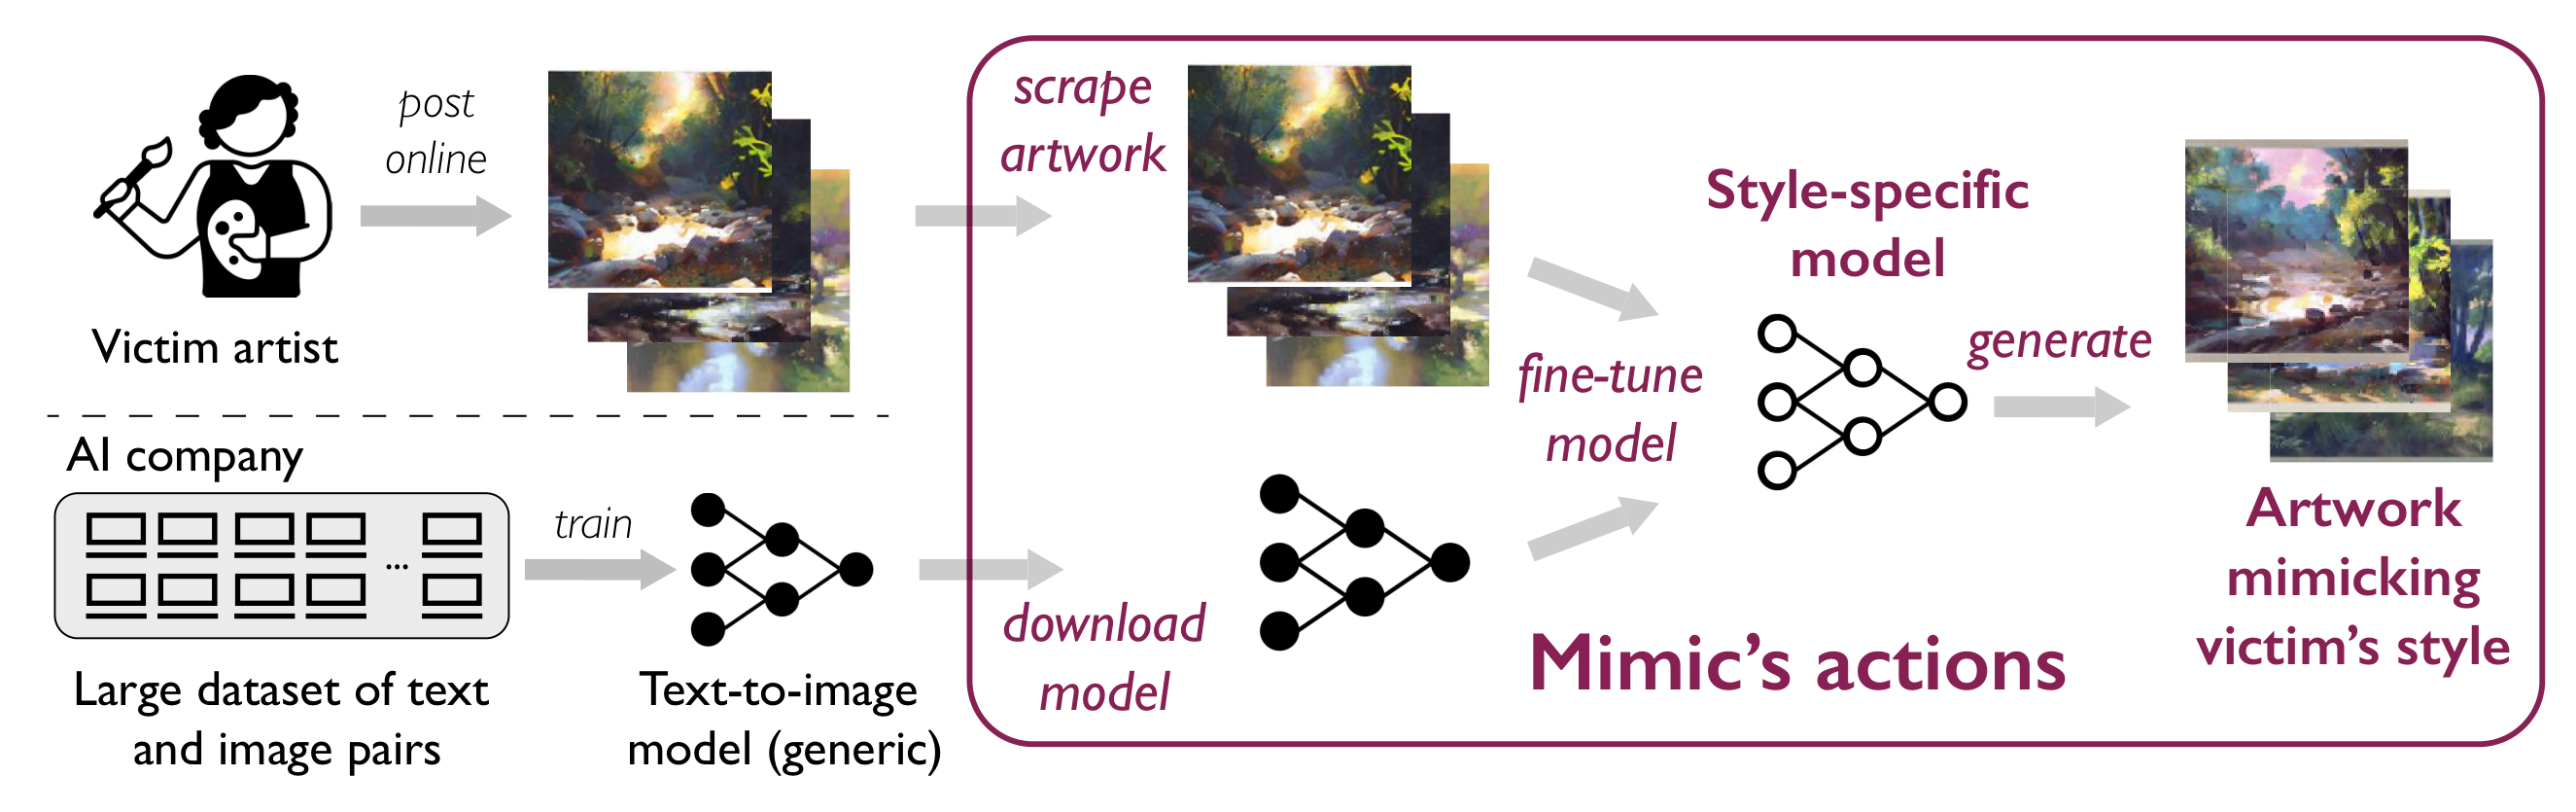 post
online
Victim artist
AI company
...
train
Large dataset of text
and image pairs
Text-to-image
model (generic)
scrape
artwork
download
model
fine-tune
model
Style-specific
model
generate
Mimic's actions
Artwork
mimicking
victim's style